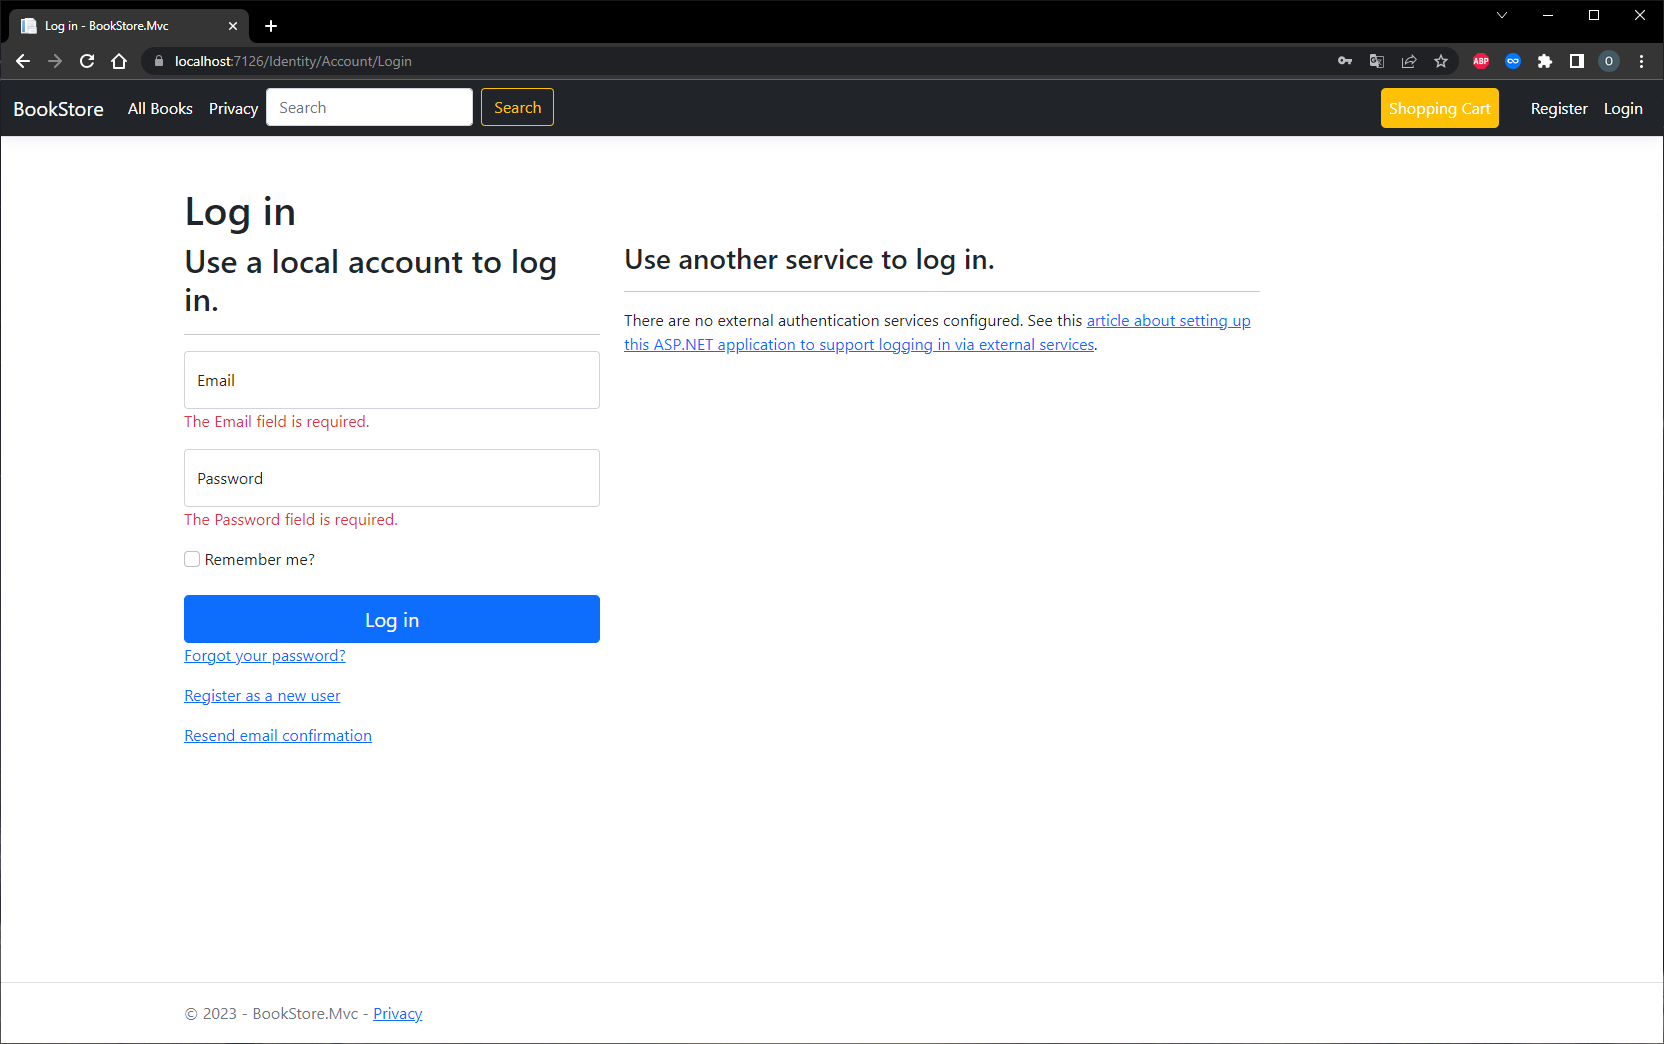 Log in - BookStore.Mvc
localhost:7126/Identity/Account/Login
ABP
O
BookStore
All Books
Privacy
Search
Search
Shopping Cart
Register
Login
Log in
Use a local account to log
in.
Email
The Email field is required.
Password
The Password field is required.
Remember me?
Log in
Forgot your password?
Register as a new user
Resend email confirmation
Use another service to log in.
There are no external authentication services configured. See this article about setting up
this ASP.NET application to support logging in via external services.
© 2023 - BookStore.Mvc - Privacy